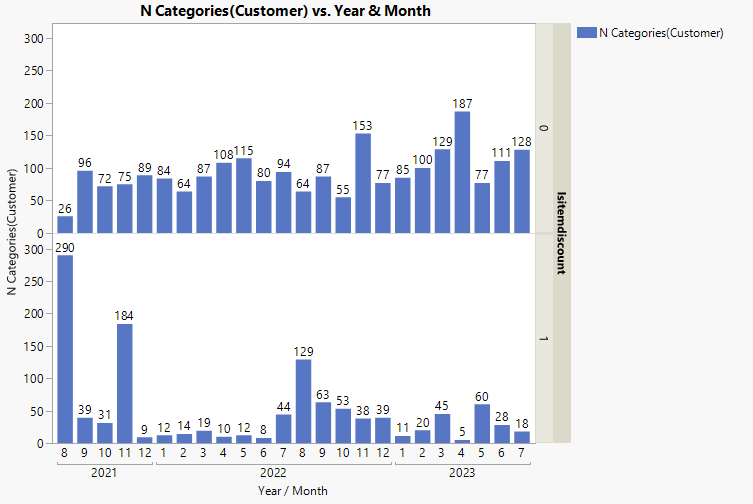 N Categories(Customer) vs. Year & Month
N Categories(Customer)
300
250
200
150
100
50
0
26 96 72 75 89 84 64 87 108 115 80 94 64 87 55 153 77 85 100 129 187 77 111 128
0
300
250
200
150
100
50
0
290 39 31 184 9 12 14 19 10 12 8 44 129 63 53 38 39 11 20 45 5 60 28 18
1
Isitemdiscount
N Categories(Customer)
8 9 10 11 12 1 2 3 4 5 6 7 8 9 10 11 12 1 2 3 4 5 6 7
2021 2022 2023
Year / Month